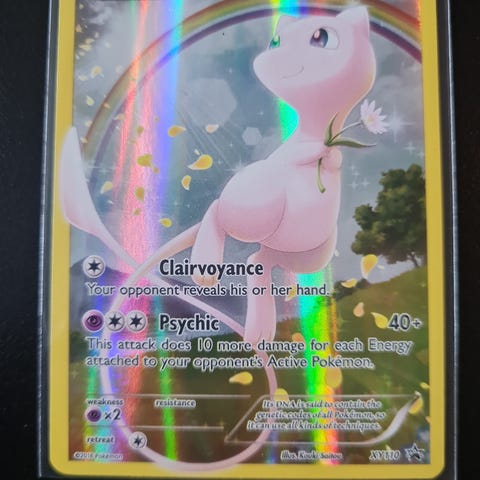 Clairvoyance
Your opponent reveals his or her hand.
Psychic 40+
This attack does 10 more damage for each Energy
attached to your opponent's Active Pokémon.
weakness resistance
×2
retreat
Its DNA is said to contain the
genetic codes of all Pokémon, so
it can use all kinds of techniques.
©2016 Pokémon Illus. Kouki Saitou XY110